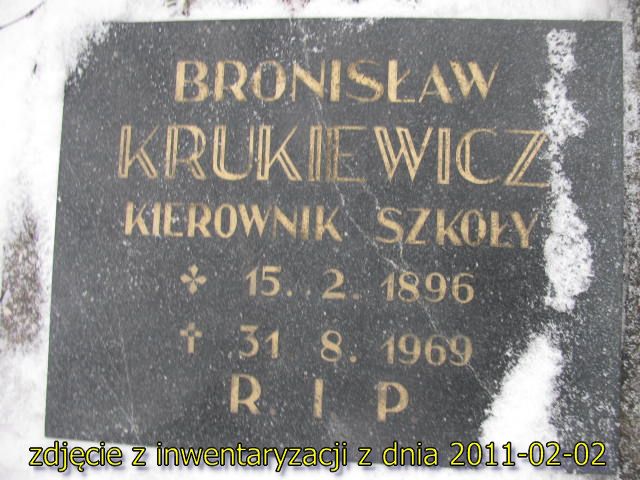 BRONISŁAW
KRUKIEWICZ
KIEROWNIK SZKOŁY
15. 2. 1896
† 31 8. 1969
R. I P.
zdjęcie z inwentaryzacji z dnia 2011-02-02